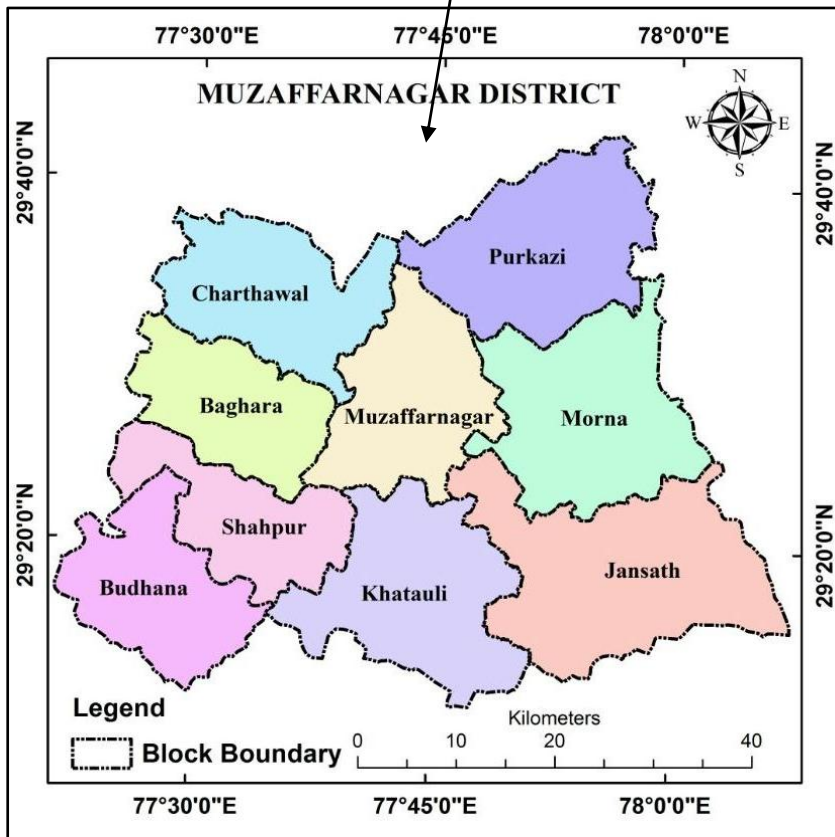 77°30'0"E 77°45'0"E 78°0'0"E
MUZAFFARNAGAR DISTRICT
N
W E
S
29°40'0"N 29°40'0"N
Purkazi
Charthawal
Baghara
Muzaffarnagar
Morna
Shahpur
29°20'0"N 29°20'0"N
Budhana
Khatauli
Jansath
Legend
Block Boundary
Kilometers
0 10 20 40
77°30'0"E 77°45'0"E 78°0'0"E